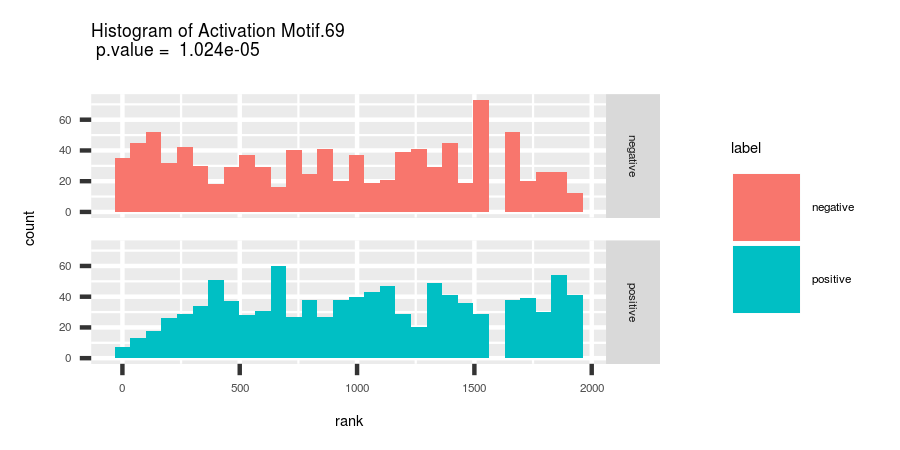 Histogram of Activation Motif.69
p.value = 1.024e-05
count
60
40
20
0
negative
60
40
20
0
positive
0 500 1000 1500 2000
rank
label
negative
positive